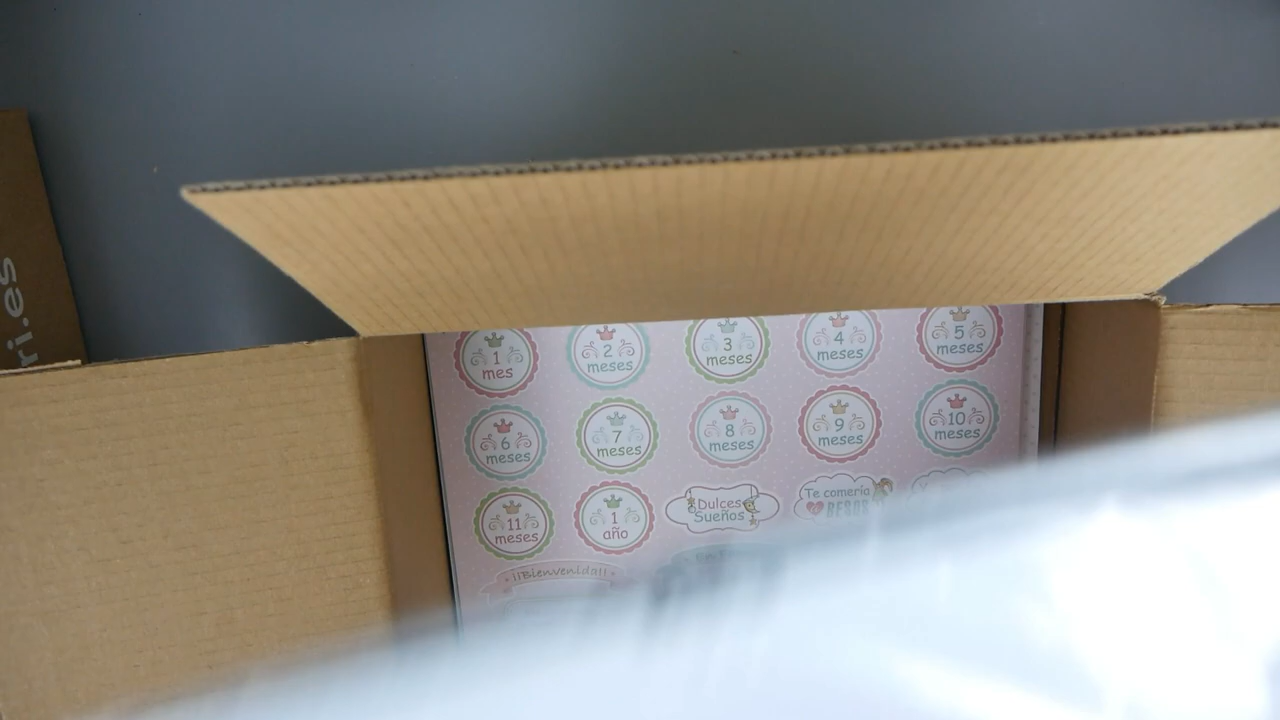 ri.es
1
mes
2
meses
3
meses
4
meses
5
meses
6
meses
7
meses
8
meses
9
meses
10
meses
11
meses
1
año
Dulces
Sueños
Te comería
BESOS
¡¡Bienvenida!!